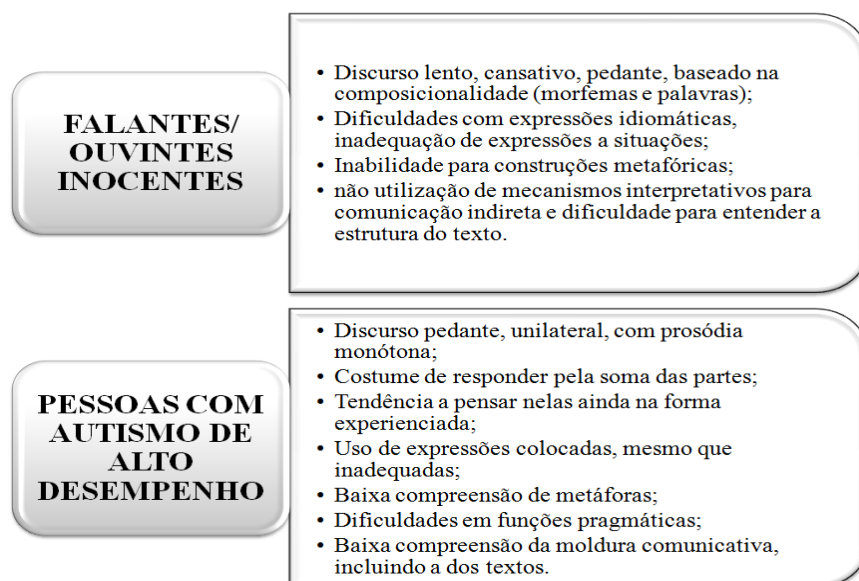 FALANTES/
OUVINTES
INOCENTES
• Discurso lento, cansativo, pedante, baseado na
composicionalidade (morfemas e palavras);
• Dificuldades com expressões idiomáticas,
inadequação de expressões a situações;
• Inabilidade para construções metafóricas;
• não utilização de mecanismos interpretativos para
comunicação indireta e dificuldade para entender a
estrutura do texto.
PESSOAS COM
AUTISMO DE
ALTO
DESEMPENHO
• Discurso pedante, unilateral, com prosódia
monótona;
• Costume de responder pela soma das partes;
• Tendência a pensar nelas ainda na forma
experienciada;
• Uso de expressões colocadas, mesmo que
inadequadas;
• Baixa compreensão de metáforas;
• Dificuldades em funções pragmáticas;
• Baixa compreensão da moldura comunicativa,
incluindo a dos textos.